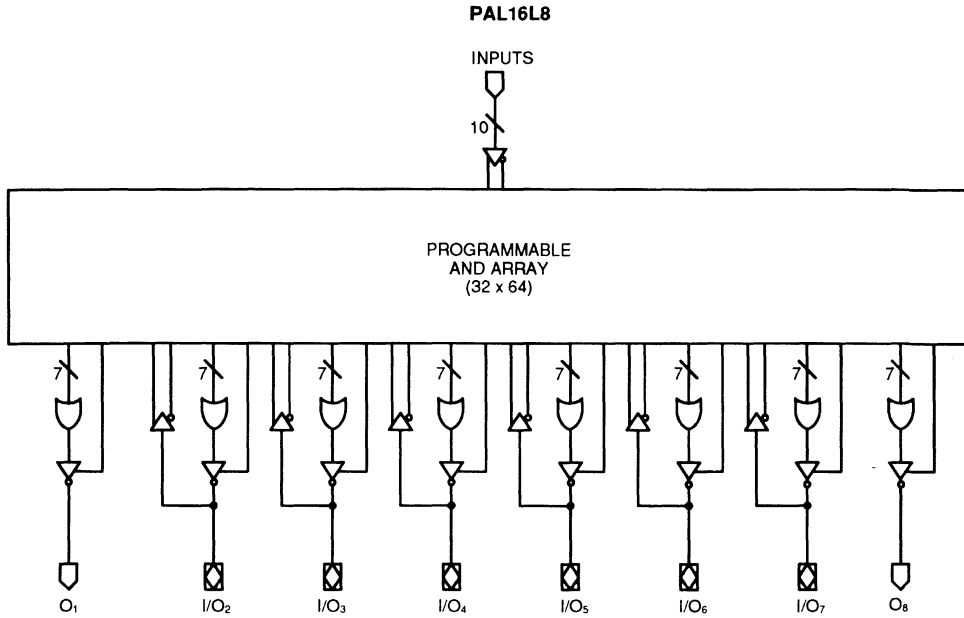 PAL16L8
INPUTS
10
PROGRAMMABLE
AND ARRAY
(32 x 64)
7 7 7 7 7 7 7 7
O1 I/O2 I/O3 I/O4 I/O5 I/O6 I/O7 O8